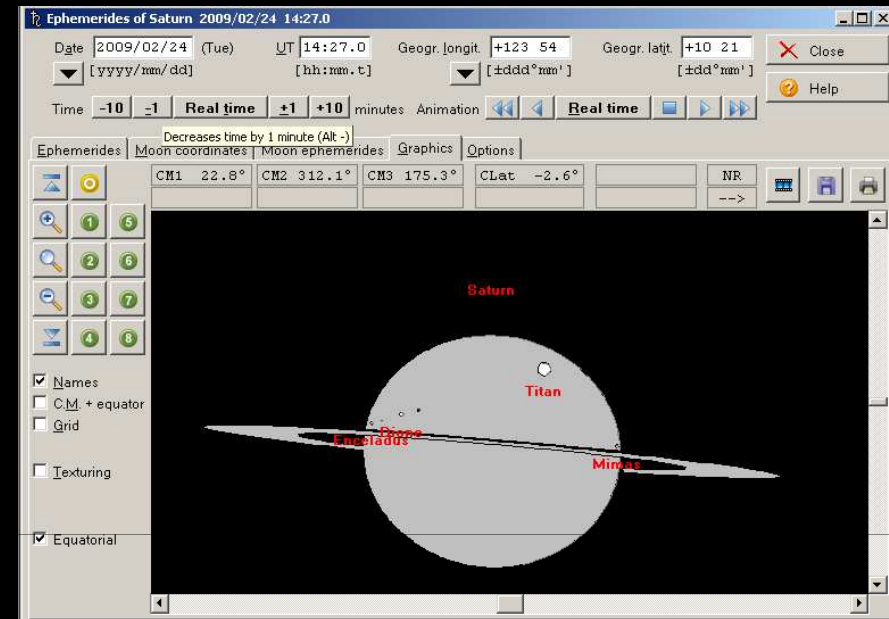 Ephemerides of Saturn 2009/02/24 14:27.0
Date 2009/02/24 (Tue) UT 14:27.0 Geogr. longit. +123 54 Geogr. latit. +10 21 Close
[yyyy/mm/dd] [hh:mm.t] [±ddd°mm'] [±dd°mm'] Help
Time -10 -1 Real time +1 +10 minutes Animation Real time
Decreases time by 1 minute (Alt -)
Ephemerides Moon coordinates Moon ephemerides Graphics Options
CM1 22.8° CM2 312.1° CM3 175.3° CLat -2.6° NR
-->
1 5
2 6
3 7
4 8
Saturn
Names
Titan
C.M. + equator
Grid
Dione
Enceladus
Mimas
Texturing
Equatorial